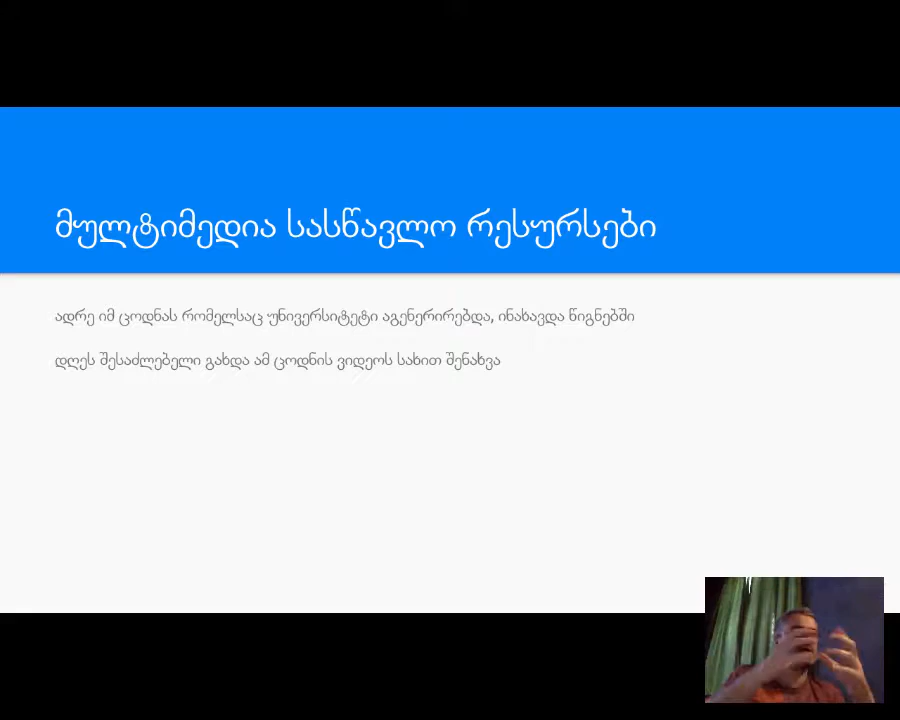 მულტიმედია სასწავლო რესურსები
ადრე იმ ცოდნას რომელსაც უნივერსიტეტი აგენერირებდა, ინახავდა წიგნებში
დღეს შესაძლებელი გახდა ამ ცოდნის ვიდეოს სახით შენახვა